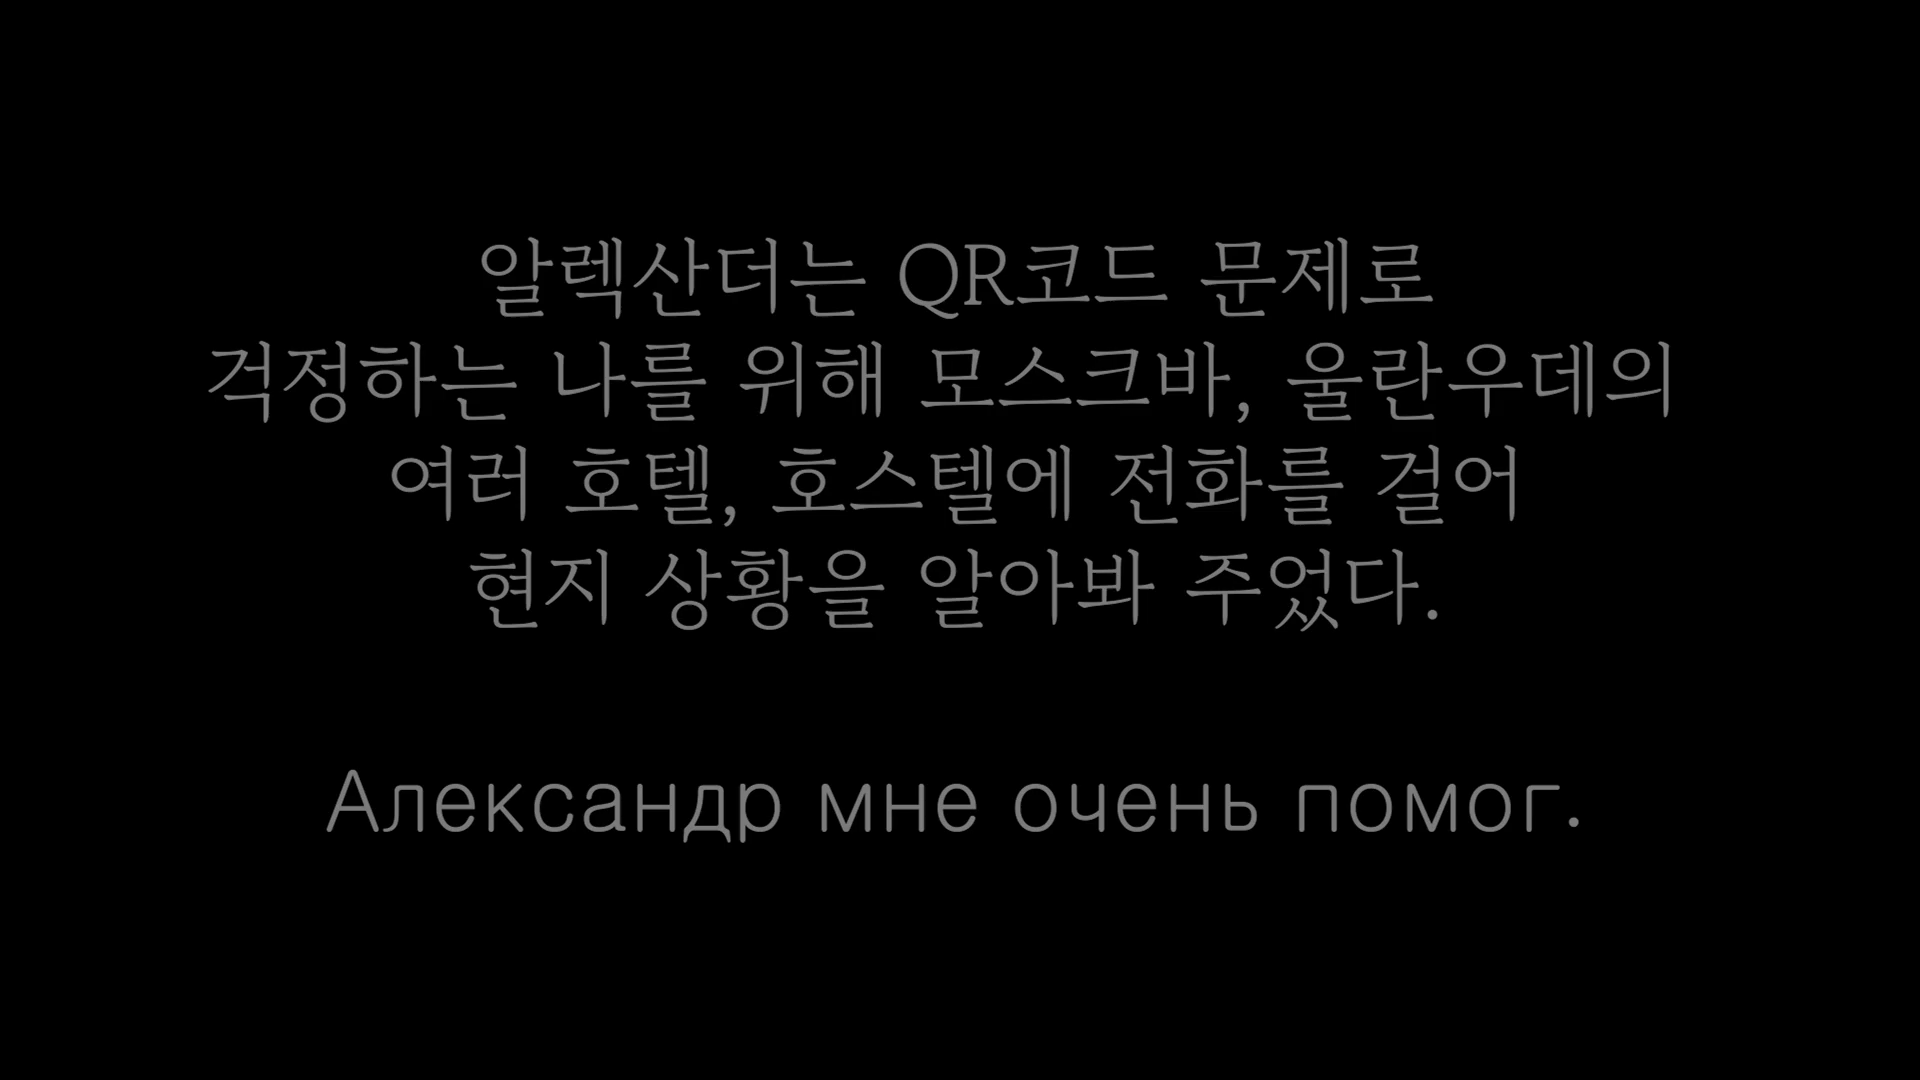 알렉산더는 QR코드 문제로
걱정하는 나를 위해 모스크바, 울란우데의
여러 호텔, 호스텔에 전화를 걸어
현지 상황을 알아봐 주었다.
Александр мне очень помог.